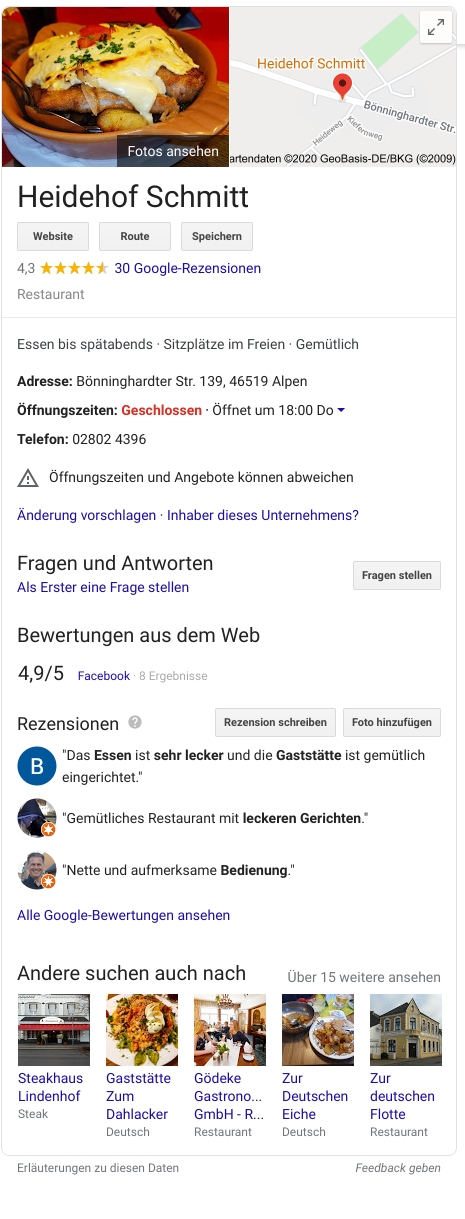 Heidehof Schmitt
Bönninghardter Str.
Heideweg
Kiefernweg
Fotos ansehen
artendaten ©2020 GeoBasis-DE/BKG (©2009)
Heidehof Schmitt
Website Route Speichern
4,3 30 Google-Rezensionen
Restaurant
Essen bis spätabends · Sitzplätze im Freien · Gemütlich
Adresse: Bönninghardter Str. 139, 46519 Alpen
Öffnungszeiten: Geschlossen · Öffnet um 18:00 Do
Telefon: 02802 4396
Öffnungszeiten und Angebote können abweichen
Änderung vorschlagen · Inhaber dieses Unternehmens?
Fragen und Antworten
Als Erster eine Frage stellen
Fragen stellen
Bewertungen aus dem Web
4,9/5 Facebook · 8 Ergebnisse
Rezensionen ? Rezension schreiben Foto hinzufügen
B
"Das Essen ist sehr lecker und die Gaststätte ist gemütlich
eingerichtet."
"Gemütliches Restaurant mit leckeren Gerichten."
"Nette und aufmerksame Bedienung."
Alle Google-Bewertungen ansehen
Andere suchen auch nach Über 15 weitere ansehen
Steakhaus
Lindenhof
Steak
Gaststätte
Zum
Dahlacker
Deutsch
Gödeke
Gastrono...
GmbH - R...
Restaurant
Zur
Deutschen
Eiche
Deutsch
Zur
deutschen
Flotte
Restaurant
Erläuterungen zu diesen Daten Feedback geben